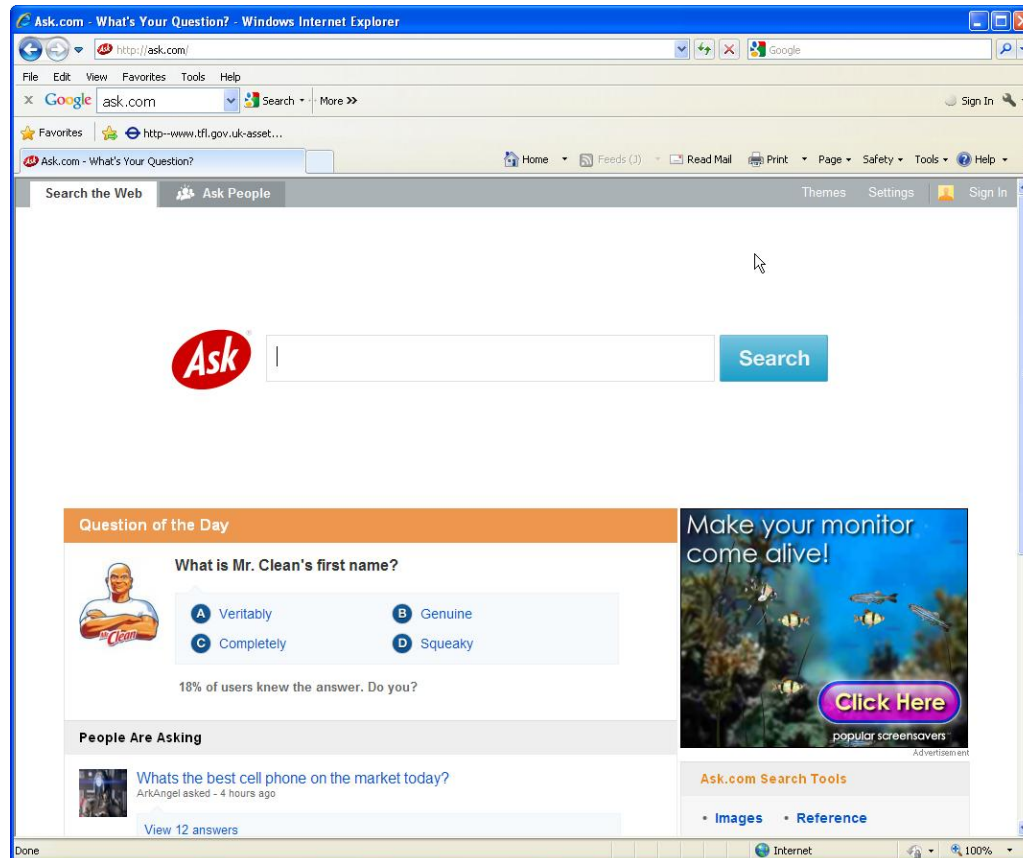 Ask.com - What's Your Question? - Windows Internet Explorer
http://ask.com/
Google
File Edit View Favorites Tools Help
x Google ask.com Search More >> Sign In
Favorites http--www.tfl.gov.uk-asset...
Ask.com - What's Your Question? Home Feeds (J) Read Mail Print Page Safety Tools Help
Search the Web Ask People Themes Settings Sign In
Ask Search
Question of the Day
What is Mr. Clean's first name?
A Veritably B Genuine
C Completely D Squeaky
Mr. Clean
18% of users knew the answer. Do you?
Make your monitor
come alive!
Click Here
popular screensavers
Advertisement
People Are Asking
Whats the best cell phone on the market today?
ArkAngel asked - 4 hours ago
View 12 answers
Ask.com Search Tools
• Images • Reference
Done Internet 100%